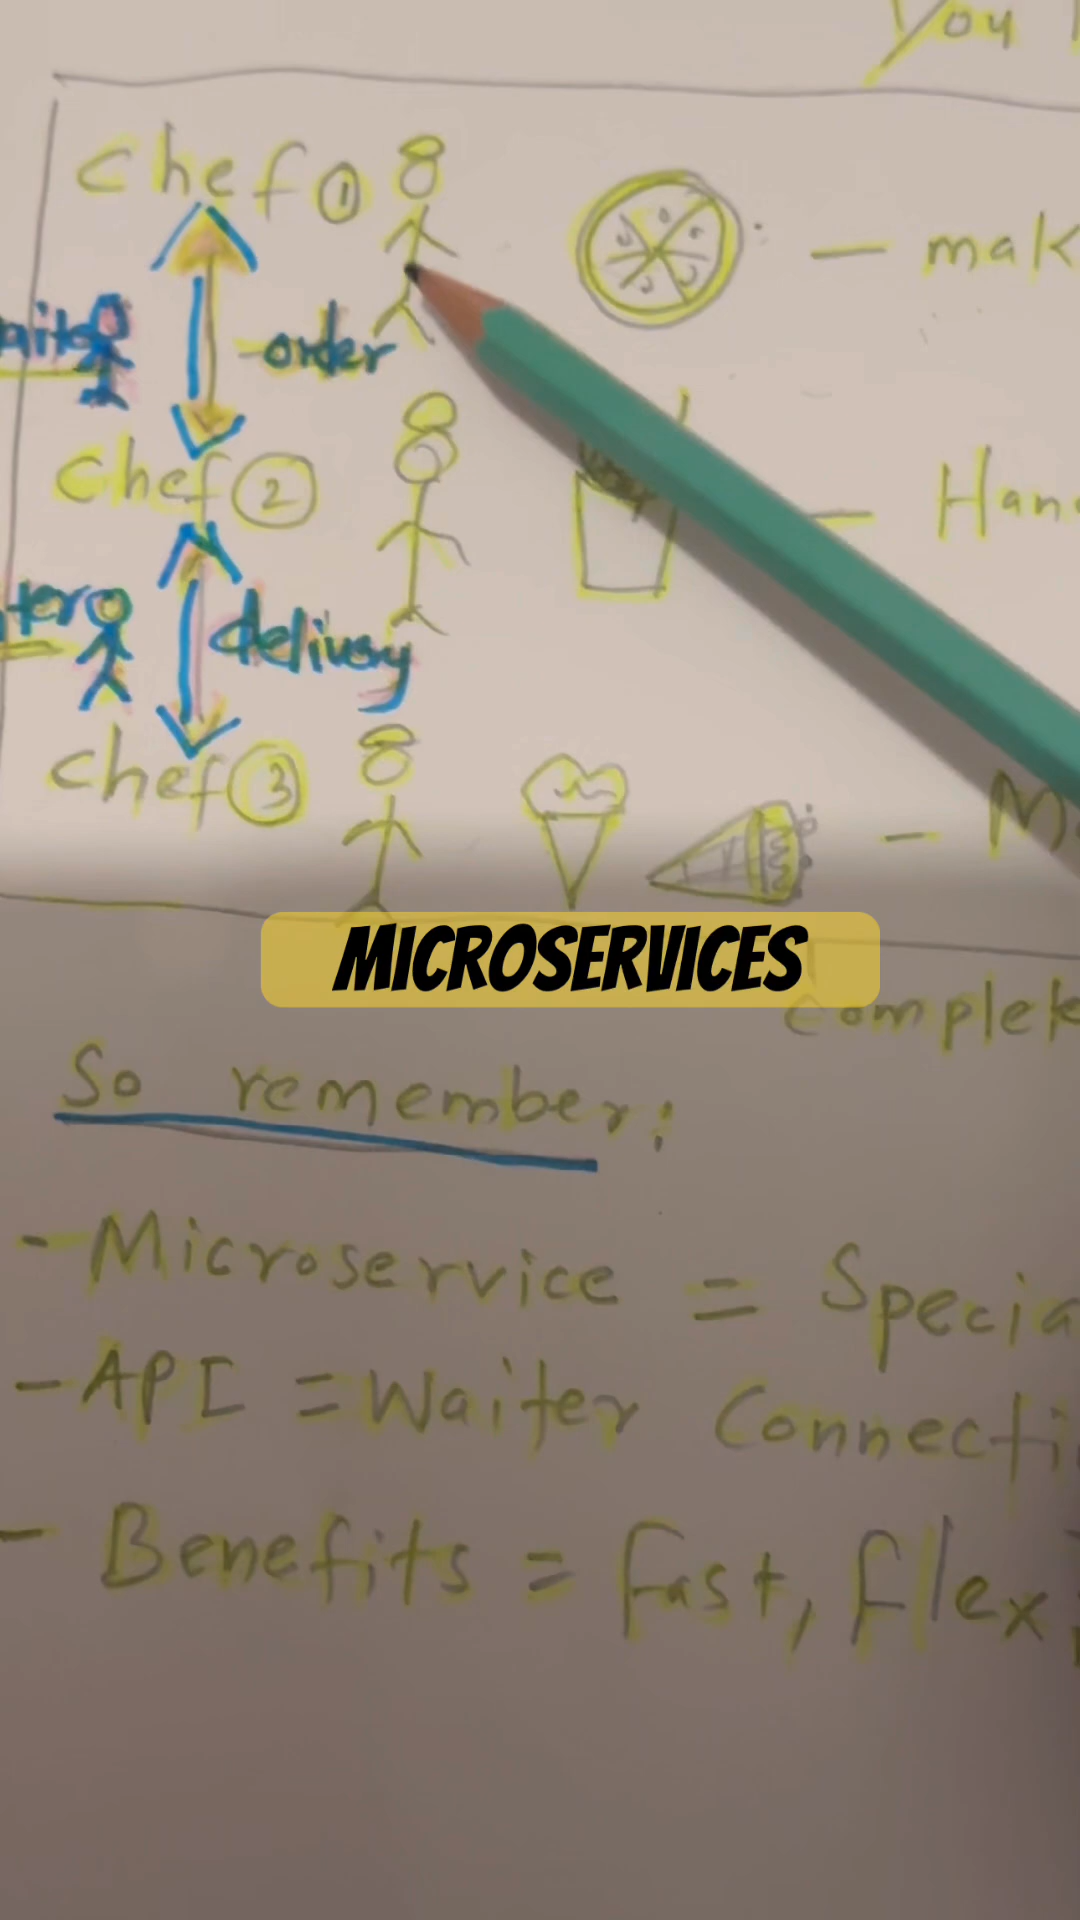 You
Chef ①
mak
order
Chef ②
Han
delivery
Chef ③
MICROSERVICES
Complet
So remember:
- Microservice = Specia
- API = Waiter Connecti
- Benefits = Fast, flex